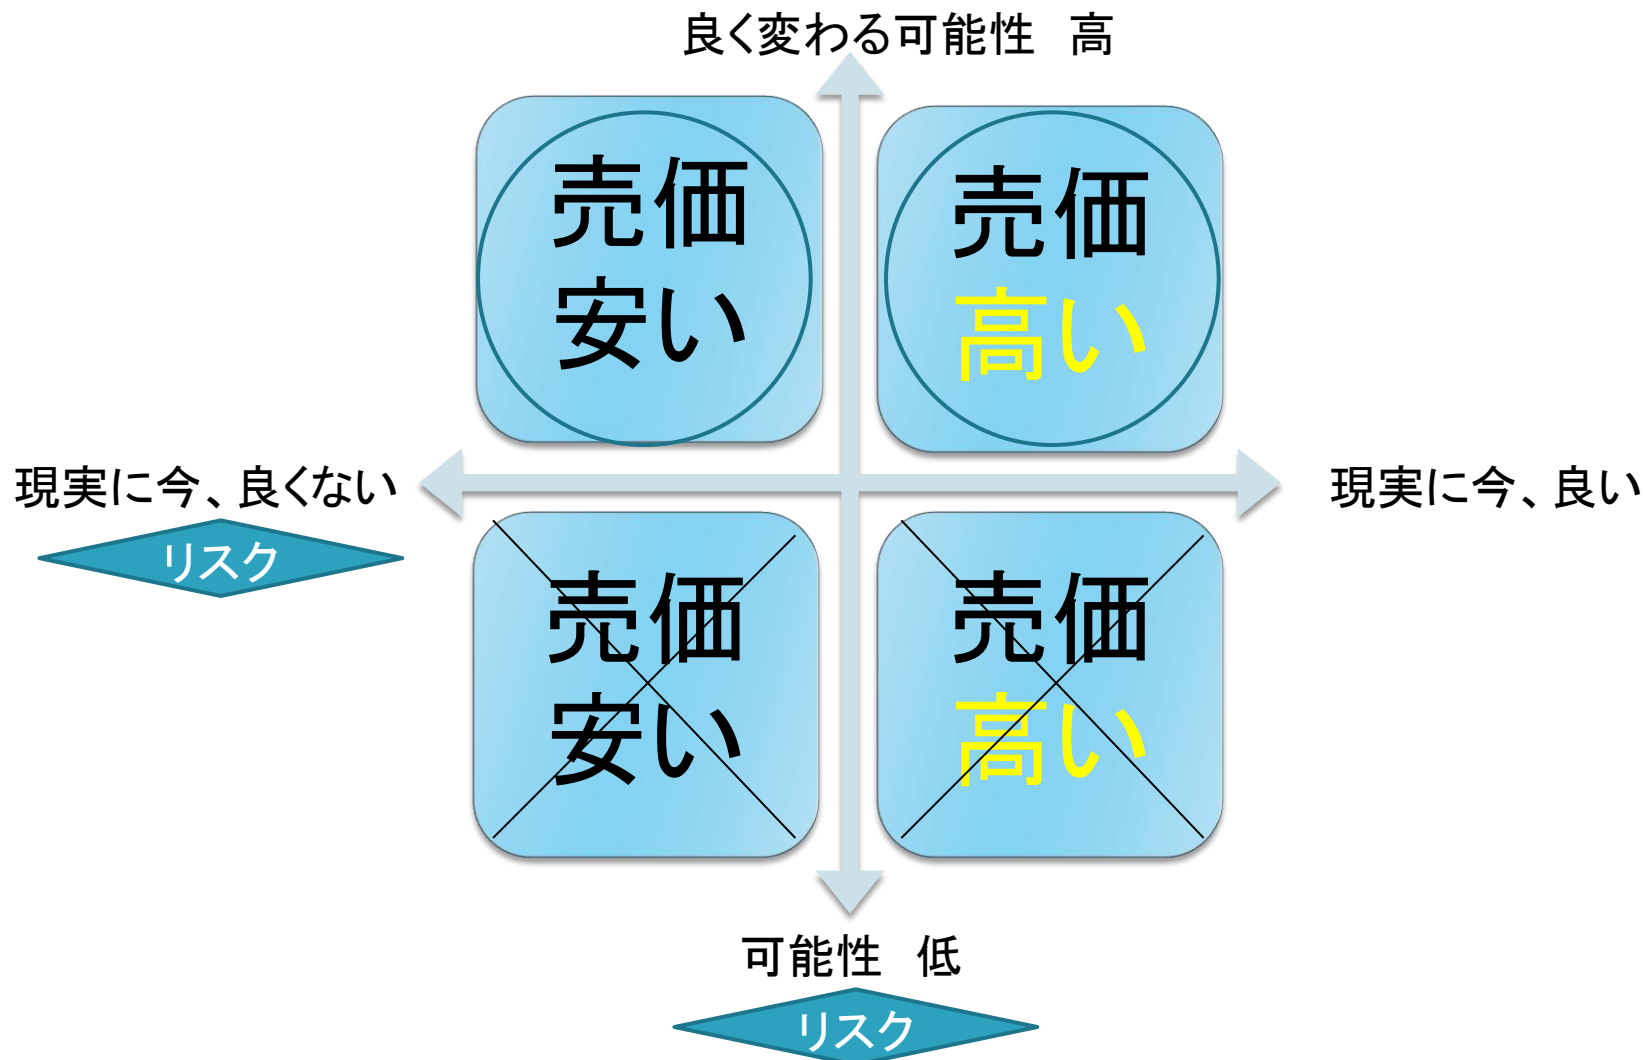 良く変わる可能性　高
売価
安い
売価
高い
現実に今、良くない
現実に今、良い
リスク
売価
安い
売価
高い
可能性　低
リスク